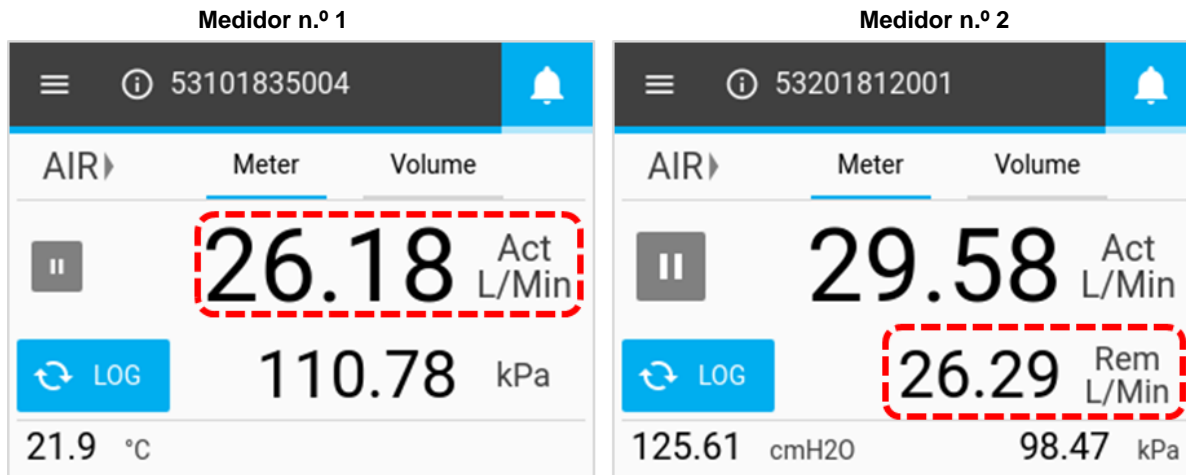 Medidor n.º 1
53101835004
AIR Meter Volume
26.18 Act L/Min
LOG 110.78 kPa
21.9 °C
Medidor n.º 2
53201812001
AIR Meter Volume
29.58 Act L/Min
LOG 26.29 Rem L/Min
125.61 cmH2O 98.47 kPa